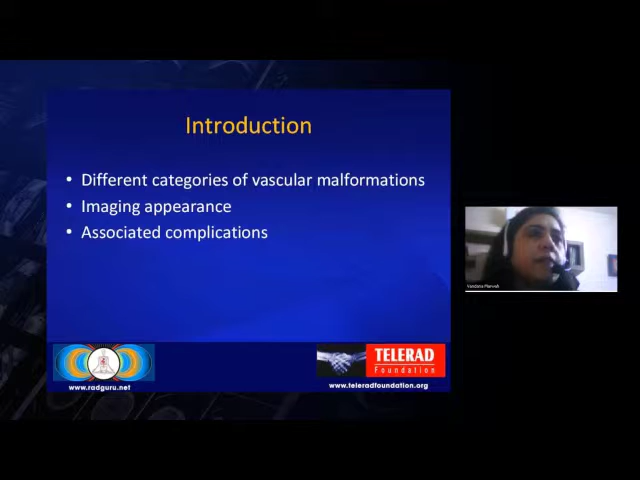 Introduction
• Different categories of vascular malformations
• Imaging appearance
• Associated complications
TELERAD
Foundation
www.radguru.net
www.teleradfoundation.org
Vandana